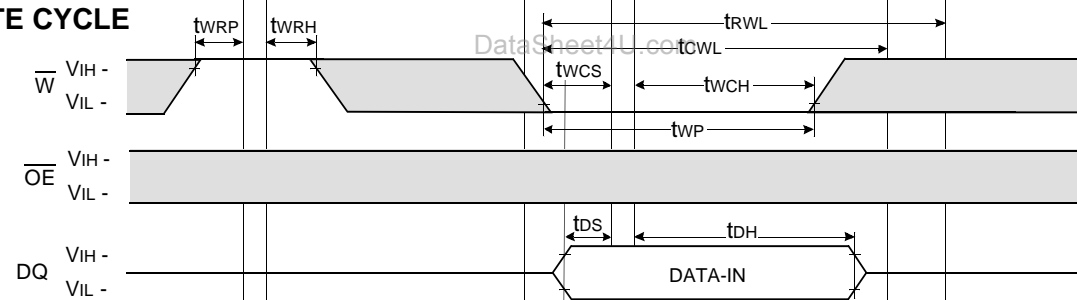 TE CYCLE
tWRP
tWRH
tRWL
DataSheet4U.com
tCWL
W
VIH -
VIL -
tWCS
tWCH
tWP
OE
VIH -
VIL -
tDS
tDH
DQ
VIH -
VIL -
DATA-IN